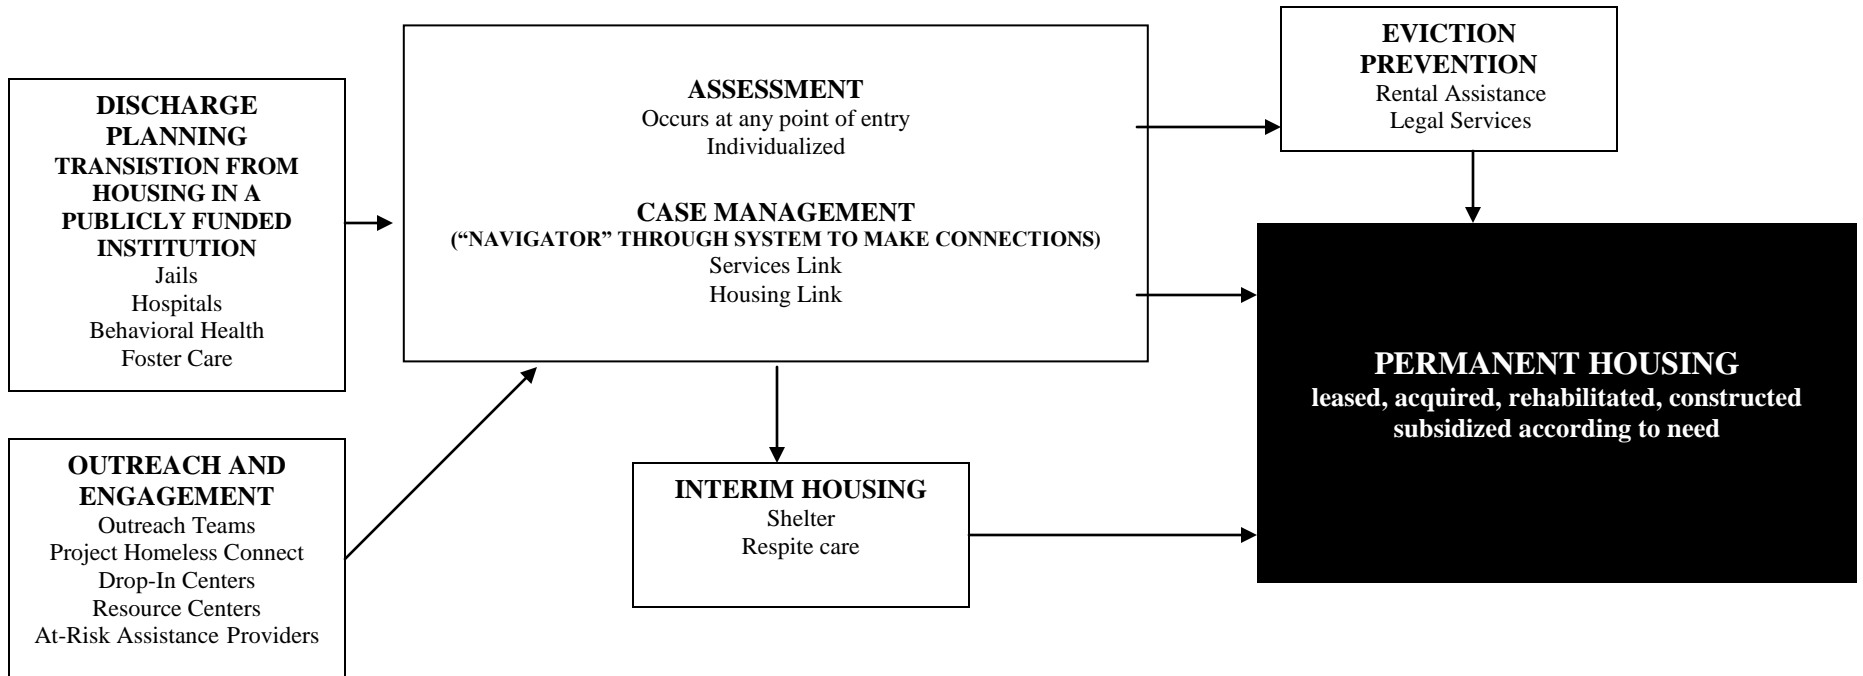 DISCHARGE
PLANNING
TRANSISTION FROM
HOUSING IN A
PUBLICLY FUNDED
INSTITUTION
Jails
Hospitals
Behavioral Health
Foster Care
OUTREACH AND
ENGAGEMENT
Outreach Teams
Project Homeless Connect
Drop-In Centers
Resource Centers
At-Risk Assistance Providers
ASSESSMENT
Occurs at any point of entry
Individualized
CASE MANAGEMENT
(“NAVIGATOR” THROUGH SYSTEM TO MAKE CONNECTIONS)
Services Link
Housing Link
INTERIM HOUSING
Shelter
Respite care
EVICTION
PREVENTION
Rental Assistance
Legal Services
PERMANENT HOUSING
leased, acquired, rehabilitated, constructed
subsidized according to need